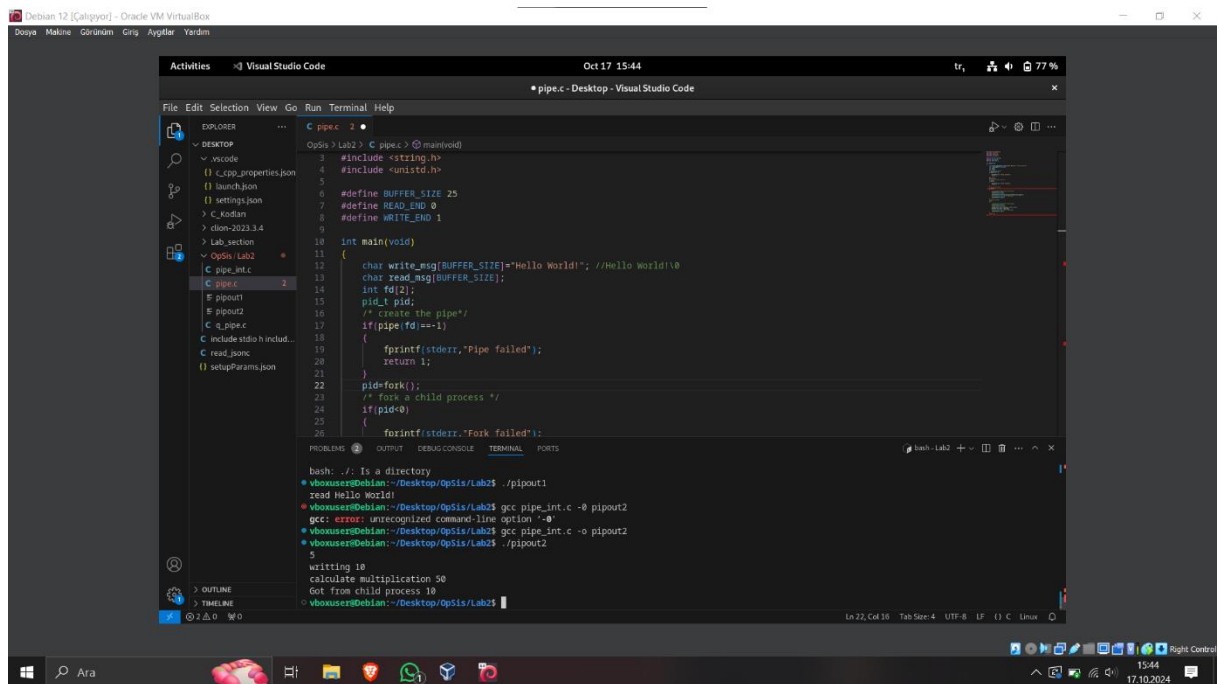 Debian 12 [Çalışıyor] - Oracle VM VirtualBox
Dosya Makine Görünüm Giriş Aygıtlar Yardım
Activities Visual Studio Code Oct 17 15:44 tr, 77 %
● pipe.c - Desktop - Visual Studio Code
File Edit Selection View Go Run Terminal Help
EXPLORER ··· C pipe.c 2 ●
DESKTOP
OpSis > Lab2 > C pipe.c > main(void)
.vscode
{} c_cpp_properties.json
{} launch.json
{} settings.json
> C_Kodları
> clion-2023.3.4
> Lab_section
OpSis / Lab2
C pipe_int.c
C pipe.c 2
pipout1
pipout2
C q_pipe.c
C include stdio h includ...
C read_jsonc
{} setupParams.json
3 #include <string.h>
4 #include <unistd.h>
5
6 #define BUFFER_SIZE 25
7 #define READ_END 0
8 #define WRITE_END 1
9
10 int main(void)
11 {
12 char write_msg[BUFFER_SIZE]="Hello World!"; //Hello World!\0
13 char read_msg[BUFFER_SIZE];
14 int fd[2];
15 pid_t pid;
16 /* create the pipe*/
17 if(pipe(fd)==-1)
18 {
19 fprintf(stderr,"Pipe failed");
20 return 1;
21 }
22 pid=fork();
23 /* fork a child process */
24 if(pid<0)
25 {
26 fprintf(stderr,"Fork failed");
PROBLEMS 2 OUTPUT DEBUG CONSOLE TERMINAL PORTS bash - Lab2
bash: ./: Is a directory
vboxuser@Debian:~/Desktop/OpSis/Lab2$ ./pipout1
read Hello World!
vboxuser@Debian:~/Desktop/OpSis/Lab2$ gcc pipe_int.c -0 pipout2
gcc: error: unrecognized command-line option '-0'
vboxuser@Debian:~/Desktop/OpSis/Lab2$ gcc pipe_int.c -o pipout2
vboxuser@Debian:~/Desktop/OpSis/Lab2$ ./pipout2
5
writting 10
calculate multiplication 50
Got from child process 10
vboxuser@Debian:~/Desktop/OpSis/Lab2$
> OUTLINE
> TIMELINE
2 0 0 Ln 22, Col 16 Tab Size: 4 UTF-8 LF {} C Linux
Right Control
Ara
15:44
17.10.2024